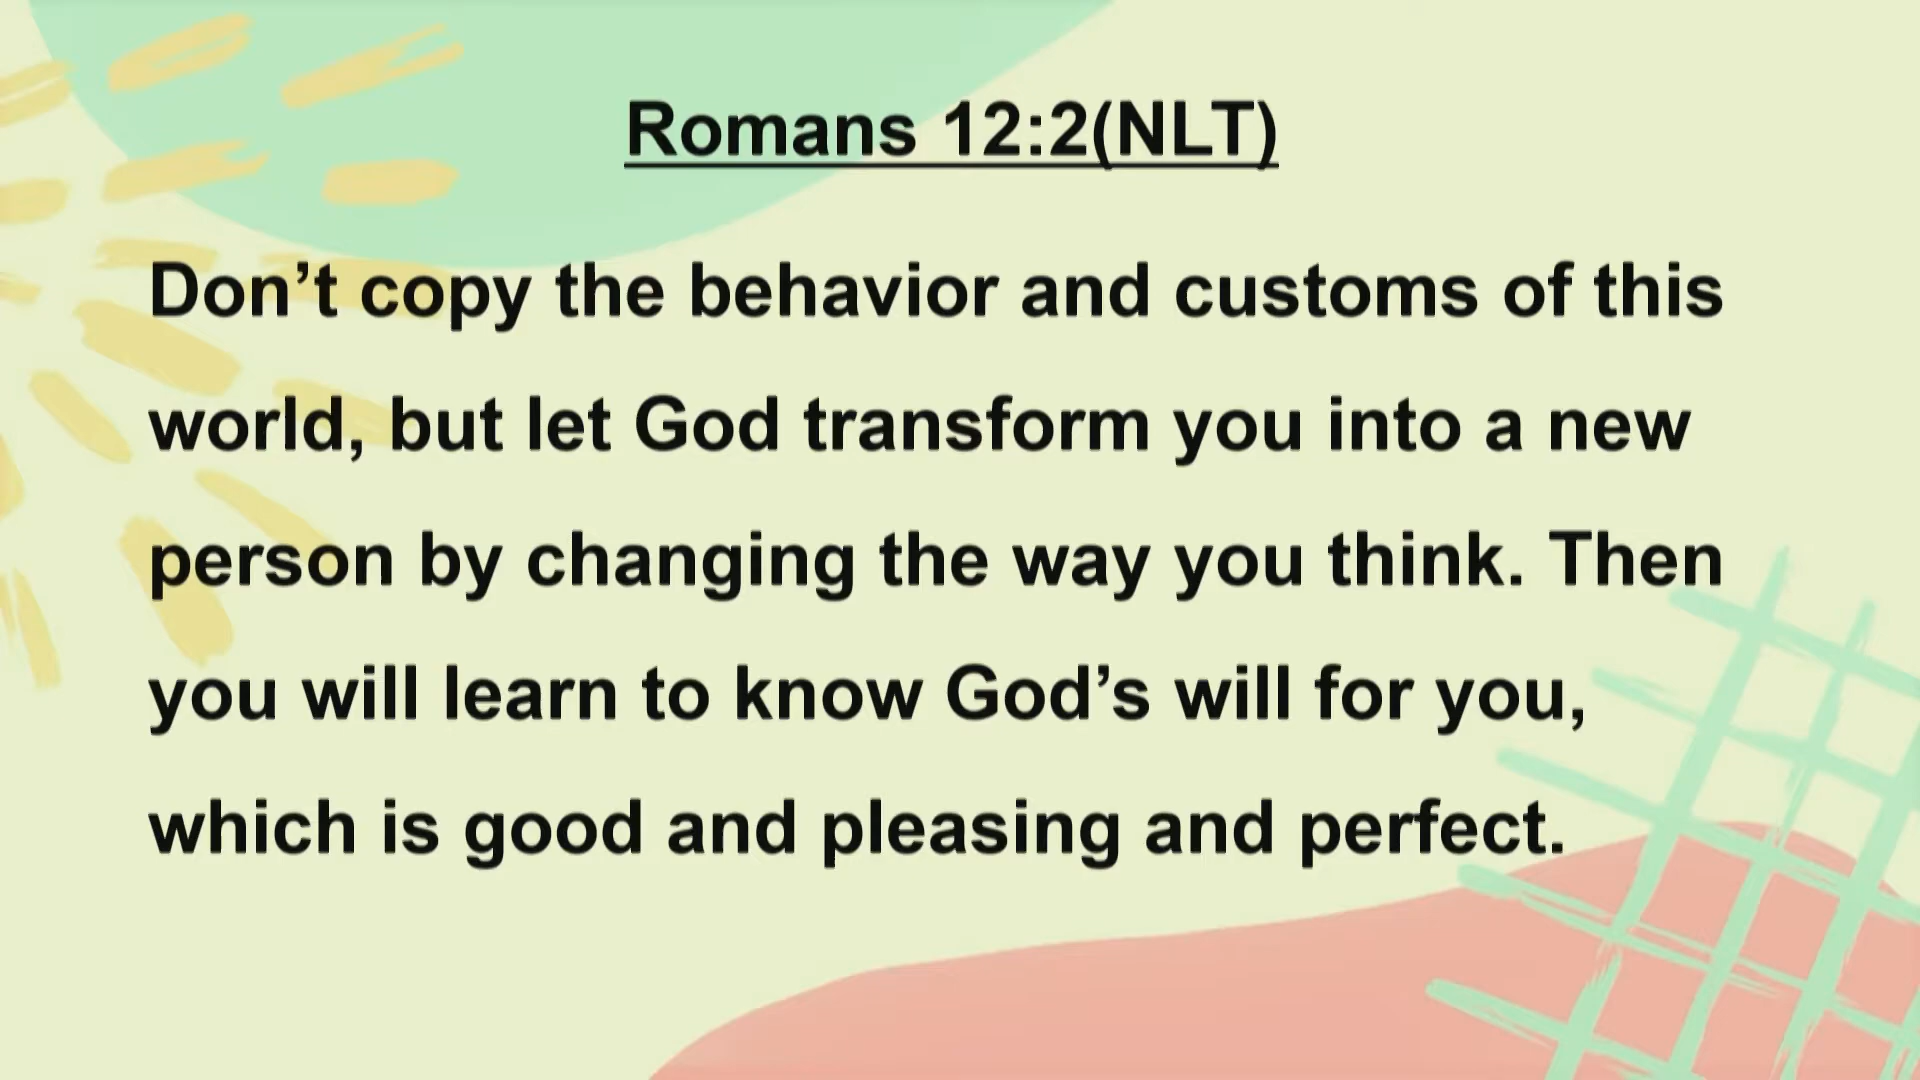 Romans 12:2(NLT)
Don’t copy the behavior and customs of this
world, but let God transform you into a new
person by changing the way you think. Then
you will learn to know God’s will for you,
which is good and pleasing and perfect.